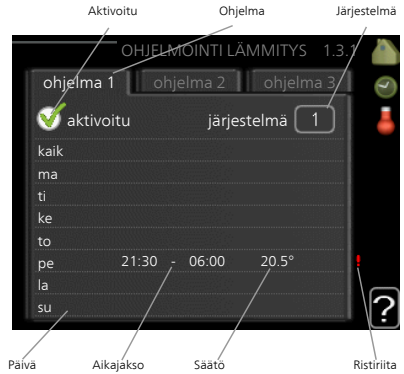 Aktivoitu Ohjelma Järjestelmä
OHJELMOINTI LÄMMITYS 1.3.1
ohjelma 1 ohjelma 2 ohjelma 3
aktivoitu järjestelmä 1
kaik
ma
ti
ke
to
pe 21:30 - 06:00 20.5° !
la
su
?
Päivä Aikajakso Säätö Ristiriita